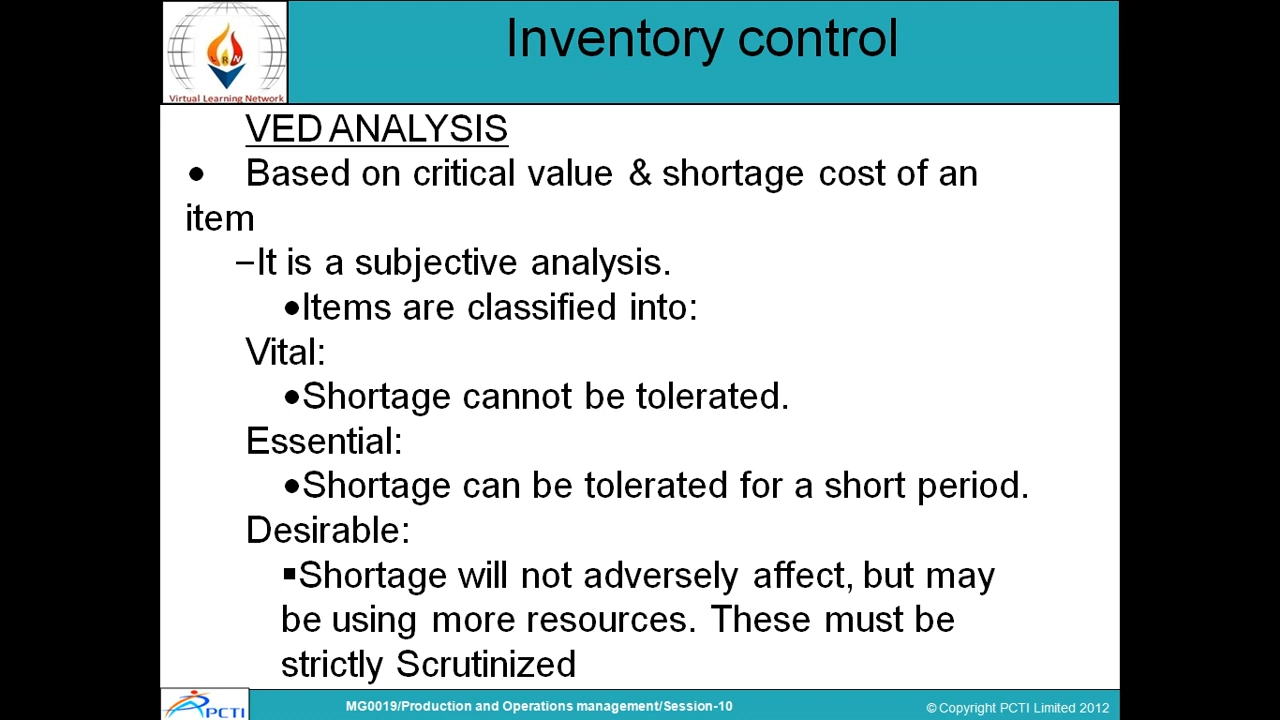 Inventory control
LRN
Virtual Learning Network
VED ANALYSIS
• Based on critical value & shortage cost of an
item
–It is a subjective analysis.
•Items are classified into:
Vital:
•Shortage cannot be tolerated.
Essential:
•Shortage can be tolerated for a short period.
Desirable:
▪Shortage will not adversely affect, but may
be using more resources. These must be
strictly Scrutinized
PCTI
MG0019/Production and Operations management/Session-10
© Copyright PCTI Limited 2012